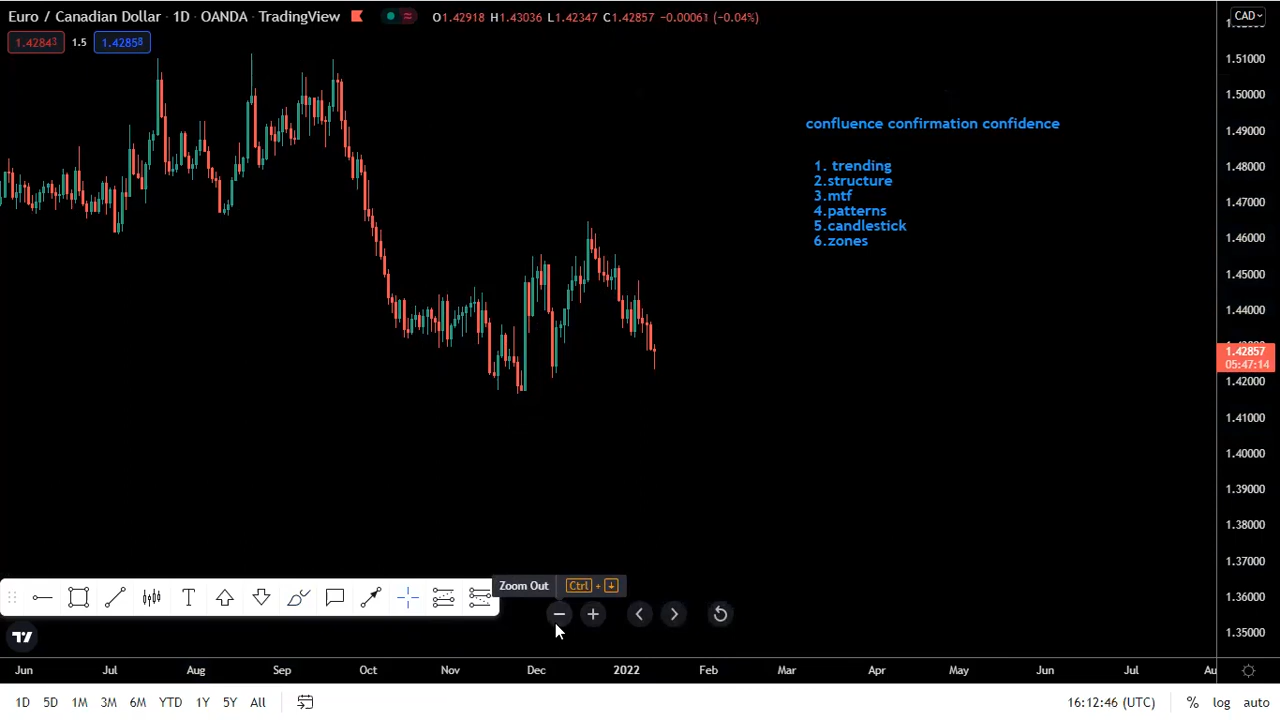 Euro / Canadian Dollar · 1D · OANDA · TradingView
O1.42918 H1.43036 L1.42347 C1.42857 −0.00061 (−0.04%)
CAD
1.42843 1.5 1.42858
1.51000
1.50000
confluence confirmation confidence
1.49000
1. trending
1.48000
2.structure
3.mtf
1.47000
4.patterns
5.candlestick
6.zones
1.46000
1.45000
1.44000
1.42857
05:47:14
1.42000
1.41000
1.40000
1.39000
1.38000
1.37000
Zoom Out Ctrl + ↓
1.36000
1.35000
Jun Jul Aug Sep Oct Nov Dec 2022 Feb Mar Apr May Jun Jul Au
1D 5D 1M 3M 6M YTD 1Y 5Y All 16:12:46 (UTC) % log auto